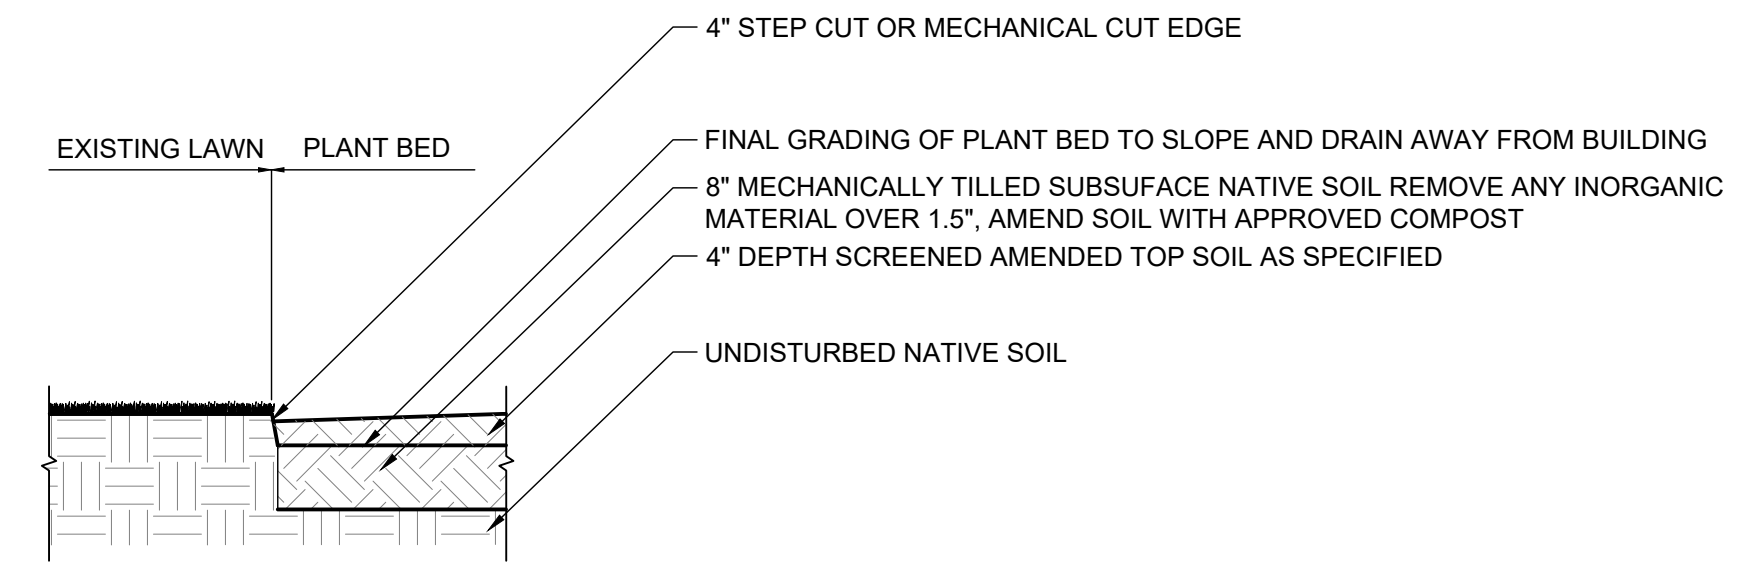 4" STEP CUT OR MECHANICAL CUT EDGE
EXISTING LAWN
PLANT BED
FINAL GRADING OF PLANT BED TO SLOPE AND DRAIN AWAY FROM BUILDING
8" MECHANICALLY TILLED SUBSUFACE NATIVE SOIL REMOVE ANY INORGANIC
MATERIAL OVER 1.5", AMEND SOIL WITH APPROVED COMPOST
4" DEPTH SCREENED AMENDED TOP SOIL AS SPECIFIED
UNDISTURBED NATIVE SOIL